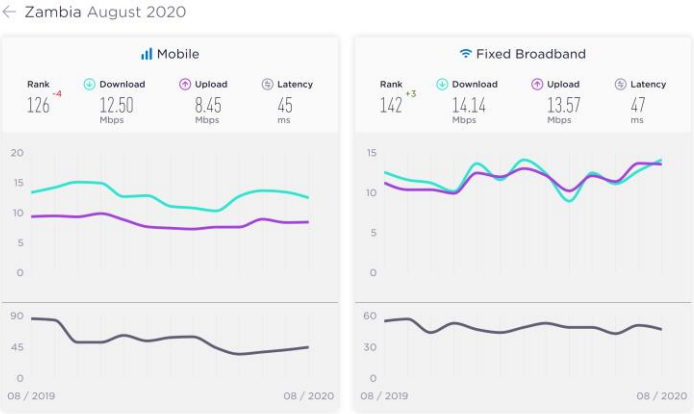 ← Zambia August 2020
Mobile
Rank Download Upload Latency
126 -4 12.50 8.45 45
Mbps Mbps ms
20
15
10
5
0
90
45
0
08 / 2019 08 / 2020
Fixed Broadband
Rank Download Upload Latency
142 +3 14.14 13.57 47
Mbps Mbps ms
15
10
5
0
60
30
0
08 / 2019 08 / 2020